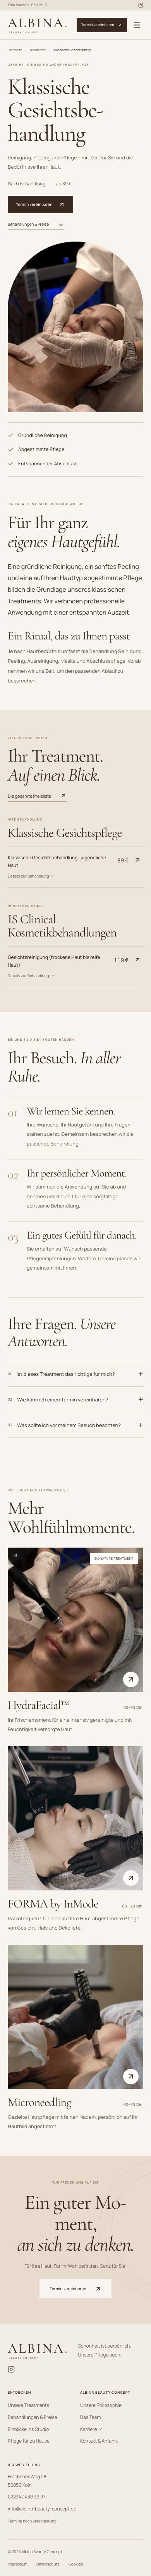 Köln Weiden · Seit 2019
ALBINA.
BEAUTY CONCEPT
Termin vereinbaren
Startseite / Treatments / Klassische Gesichtspflege
GESICHT · DIE BASIS SCHÖNER HAUTPFLEGE
Klassische
Gesichtsbe-
handlung
Reinigung, Peeling und Pflege – mit Zeit für Sie und die
Bedürfnisse Ihrer Haut.
Nach Behandlung
ab 89 €
Termin vereinbaren
Behandlungen & Preise
Gründliche Reinigung
Abgestimmte Pflege
Entspannender Abschluss
EIN TREATMENT, SO PERSÖNLICH WIE SIE
Für Ihr ganz
eigenes Hautgefühl.
Eine gründliche Reinigung, ein sanftes Peeling
und eine auf Ihren Hauttyp abgestimmte Pflege
bilden die Grundlage unseres klassischen
Treatments. Wir verbinden professionelle
Anwendung mit einer entspannten Auszeit.
Ein Ritual, das zu Ihnen passt
Je nach Hautbedürfnis umfasst die Behandlung Reinigung,
Peeling, Ausreinigung, Masken und Abschlusspflege. Vorab
nehmen wir uns Zeit, um den passenden Ablauf zu
besprechen.
ZEIT FÜR IHRE PFLEGE
Ihr Treatment.
Auf einen Blick.
Die gesamte Preisliste
IHRE BEHANDLUNG
Klassische Gesichtspflege
Klassische Gesichtsbehandlung · jugendliche
Haut
89 €
Details zur Behandlung
IHRE BEHANDLUNG
IS Clinical
Kosmetikbehandlungen
Gesichtsreinigung (trockene Haut bis reife
Haut)
119 €
Details zur Behandlung
BEI UNS SIND SIE IN GUTEN HÄNDEN
Ihr Besuch. In aller
Ruhe.
01
Wir lernen Sie kennen.
Ihre Wünsche, Ihr Hautgefühl und Ihre Fragen
stehen zuerst. Gemeinsam besprechen wir die
passende Behandlung.
02
Ihr persönlicher Moment.
Wir stimmen die Anwendung auf Sie ab und
nehmen uns die Zeit für eine sorgfältige,
achtsame Behandlung.
03
Ein gutes Gefühl für danach.
Sie erhalten auf Wunsch passende
Pflegeempfehlungen. Weitere Termine planen wir
gemeinsam mit Ihnen.
Ihre Fragen. Unsere
Antworten.
01 Ist dieses Treatment das richtige für mich?
02 Wie kann ich einen Termin vereinbaren?
03 Was sollte ich vor meinem Besuch beachten?
VIELLEICHT AUCH ETWAS FÜR SIE
Mehr
Wohlfühlmomente.
SIGNATURE TREATMENT
HydraFacial™
Ihr Frischemoment für eine intensiv gereinigte und mit
Feuchtigkeit versorgte Haut.
FORMA by InMode
Radiofrequenz für eine auf Ihre Haut abgestimmte Pflege
von Gesicht, Hals und Dekolleté.
Microneedling
60–90 Min.
Gezielte Hautpflege mit feinen Nadeln, persönlich auf Ihr
Hautbild abgestimmt.
WIR FREUEN UNS AUF SIE
Ein guter Mo-
ment,
an sich zu denken.
Für Ihre Haut. Für Ihr Wohlbefinden. Ganz für Sie.
Termin vereinbaren
ALBINA.
BEAUTY CONCEPT
Schönheit ist persönlich.
Unsere Pflege auch.
ENTDECKEN
Unsere Treatments
Behandlungen & Preise
Einblicke ins Studio
Pflege für zu Hause
ALBINA BEAUTY CONCEPT
Unsere Philosophie
Das Team
Karriere
Kontakt & Anfahrt
IHR WEG ZU UNS
Frechener Weg 28
50859 Köln
02234 / 430 39 97
info@albina-beauty-concept.de
Termine nach Vereinbarung
© 2026 Albina Beauty Concept
Impressum
Datenschutz
Cookies